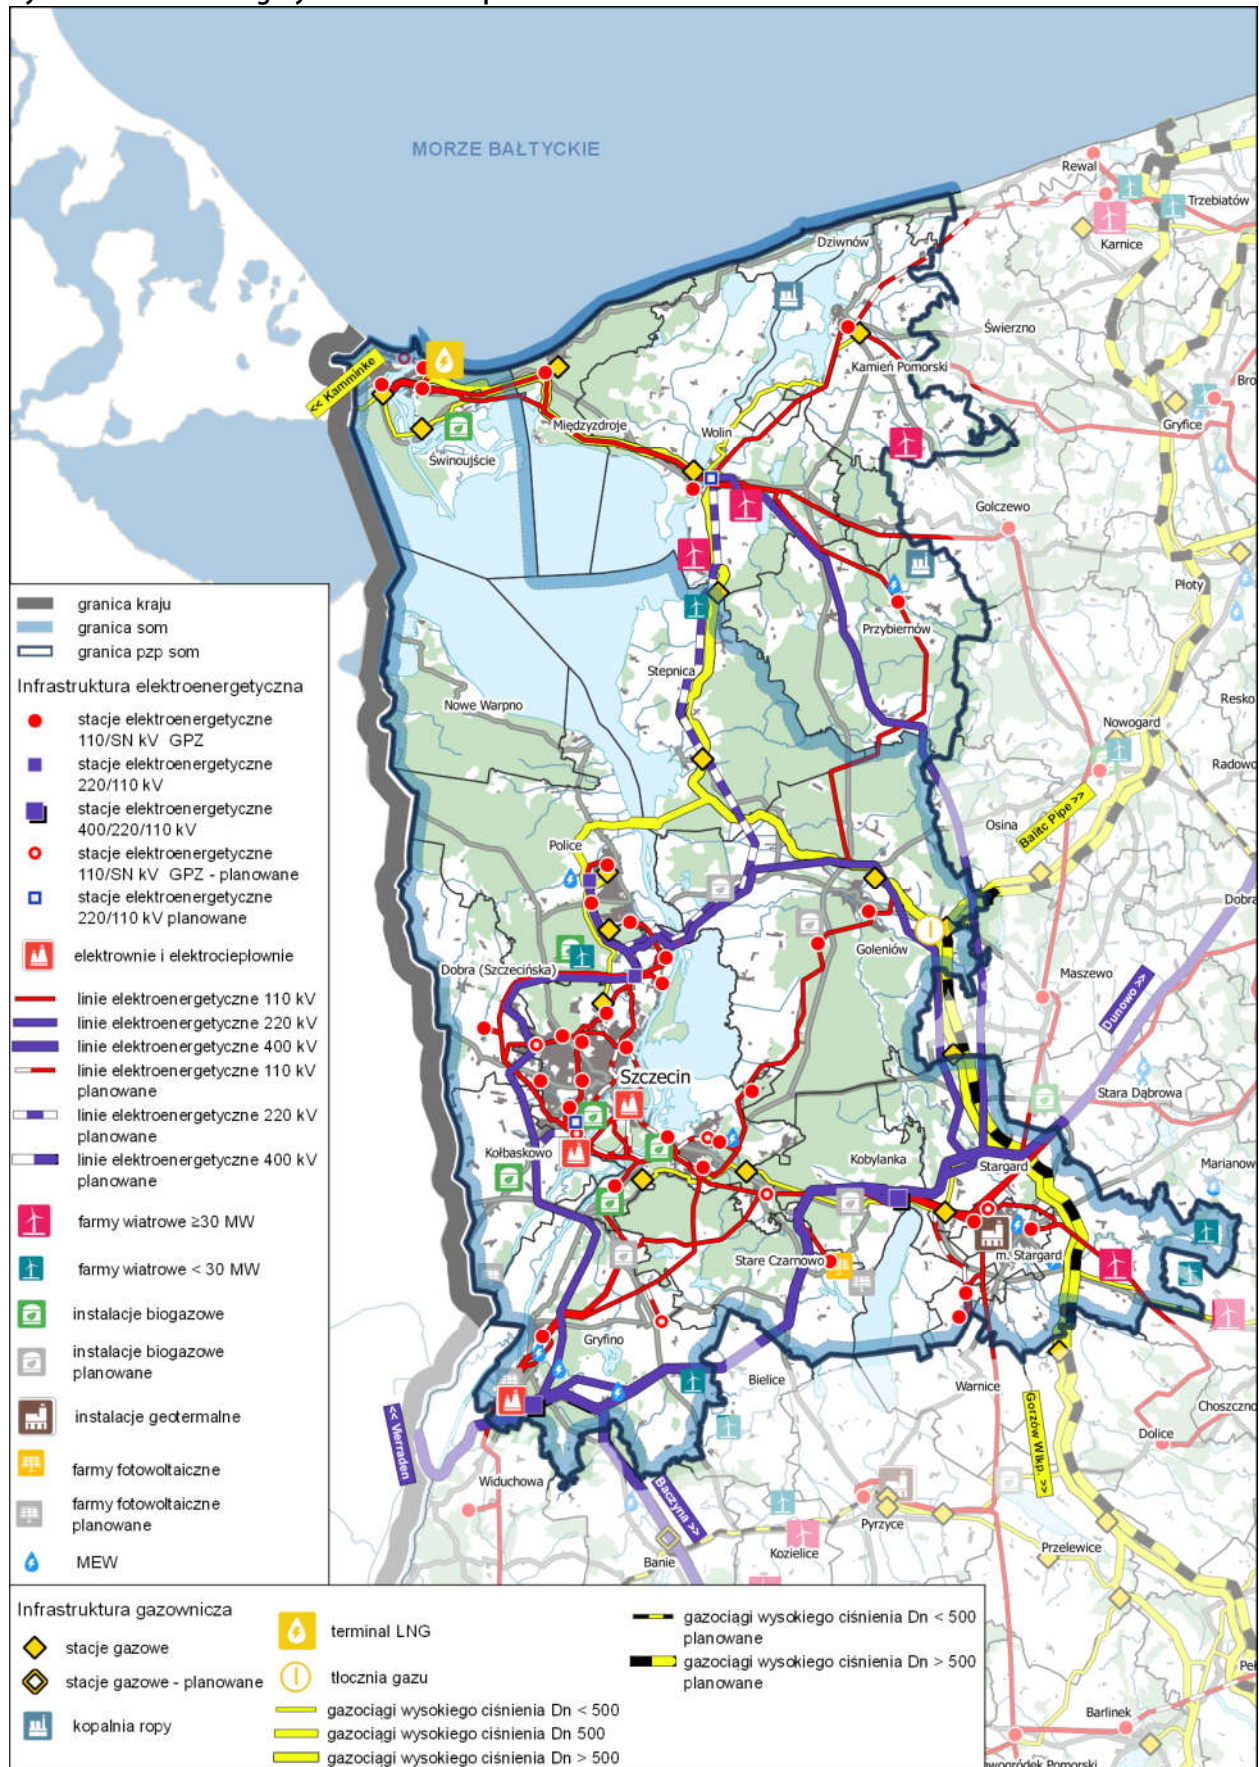 MORZE BAŁTYCKIE
Rewal
Trzebiatów
Karnice
Dziwnów
Świerzno
Kamień Pomorski
<< Kamminke
Międzyzdroje
Wolin
Gryfice
Świnoujście
Golczewo
Płoty
Przybiernów
Stepnica
Nowe Warpno
Resko
Nowogard
Radowo
Osina
Baltic Pipe >>
Police
Dobra
Goleniów
Dobra (Szczecińska)
Maszewo
Dunowo >>
Szczecin
Stara Dąbrowa
Kołbaskowo
Kobylanka
Stargard
Marianow
m. Stargard
Stare Czarnowo
Gryfino
Bielice
Warnice
Choszczno
<< Vierraden
Gorzów Wlkp. >>
Dolice
Widuchowa
Baczyna >>
Pyrzyce
Banie
Kozielice
Przelewice
Barlinek
granica kraju
granica som
granica pzp som
Infrastruktura elektroenergetyczna
stacje elektroenergetyczne
110/SN kV GPZ
stacje elektroenergetyczne
220/110 kV
stacje elektroenergetyczne
400/220/110 kV
stacje elektroenergetyczne
110/SN kV GPZ - planowane
stacje elektroenergetyczne
220/110 kV planowane
elektrownie i elektrociepłownie
linie elektroenergetyczne 110 kV
linie elektroenergetyczne 220 kV
linie elektroenergetyczne 400 kV
linie elektroenergetyczne 110 kV
planowane
linie elektroenergetyczne 220 kV
planowane
linie elektroenergetyczne 400 kV
planowane
farmy wiatrowe ≥30 MW
farmy wiatrowe < 30 MW
instalacje biogazowe
instalacje biogazowe
planowane
instalacje geotermalne
farmy fotowoltaiczne
farmy fotowoltaiczne
planowane
MEW
Infrastruktura gazownicza
stacje gazowe
stacje gazowe - planowane
kopalnia ropy
terminal LNG
tłocznia gazu
gazociągi wysokiego ciśnienia Dn < 500
gazociągi wysokiego ciśnienia Dn 500
gazociągi wysokiego ciśnienia Dn > 500
gazociągi wysokiego ciśnienia Dn < 500
planowane
gazociągi wysokiego ciśnienia Dn > 500
planowane